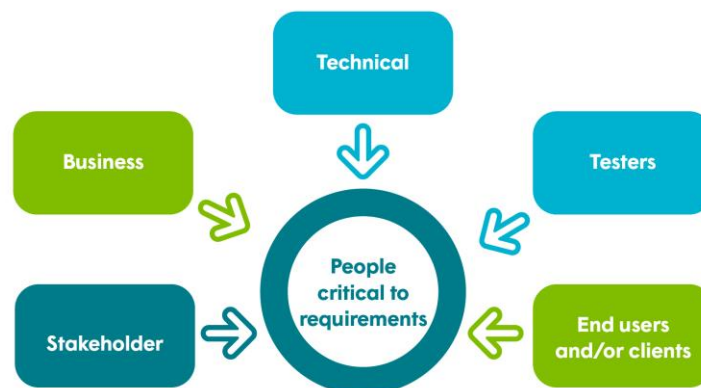 Technical
Business
Testers
People
critical to
requirements
Stakeholder
End users
and/or clients